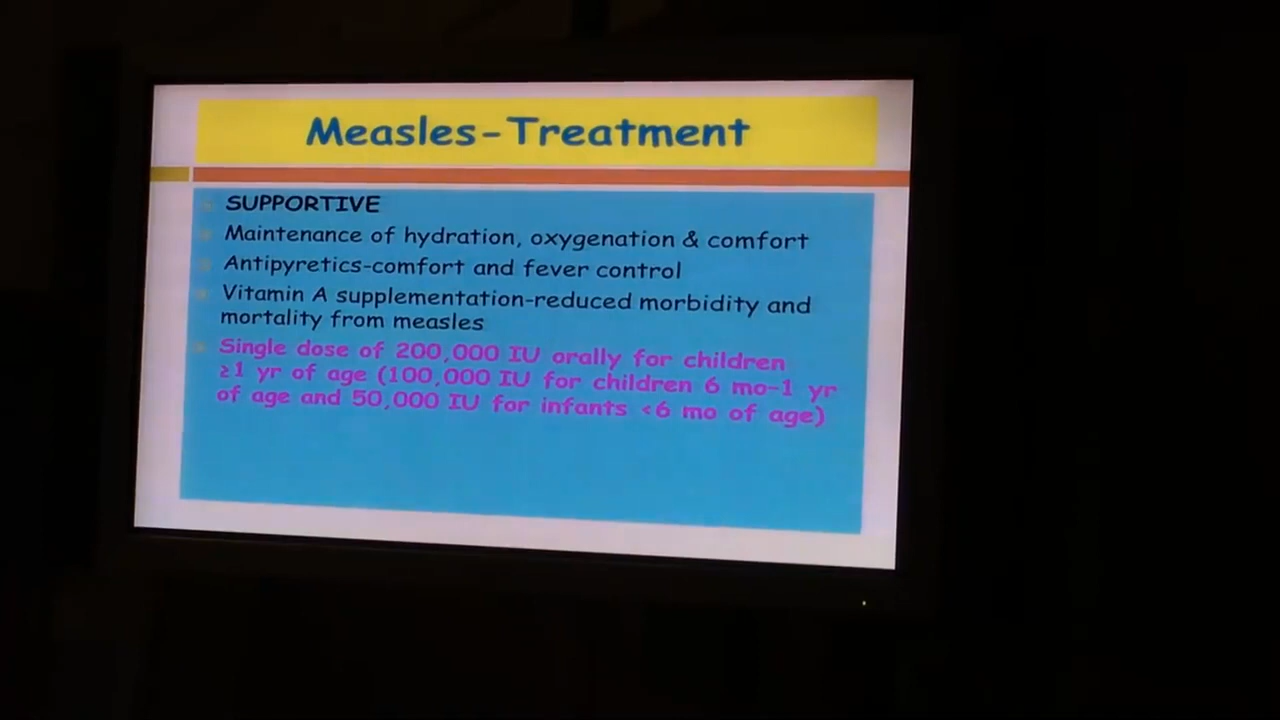 Measles-Treatment
SUPPORTIVE
Maintenance of hydration, oxygenation & comfort
Antipyretics-comfort and fever control
Vitamin A supplementation-reduced morbidity and
mortality from measles
Single dose of 200,000 IU orally for children
≥1 yr of age (100,000 IU for children 6 mo-1 yr
of age and 50,000 IU for infants <6 mo of age)